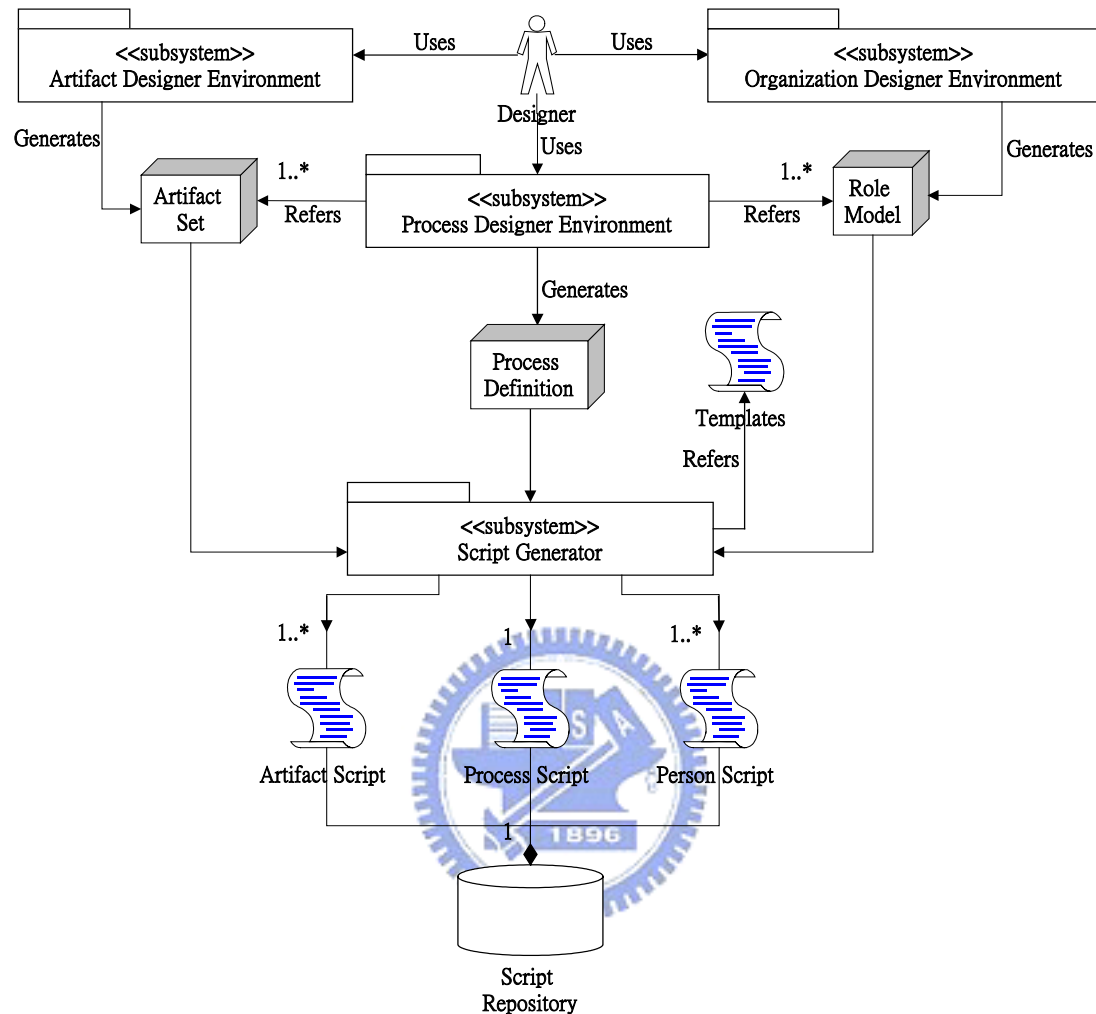 Uses
Uses
<<subsystem>>
Artifact Designer Environment
<<subsystem>>
Organization Designer Environment
Designer
Generates
Uses
Generates
1..*
1..*
Artifact
Set
Refers
<<subsystem>>
Process Designer Environment
Refers
Role
Model
Generates
Process
Definition
Templates
Refers
<<subsystem>>
Script Generator
1..*
1
1..*
S
A
Artifact Script
Process Script
Person Script
1
1896
Script
Repository